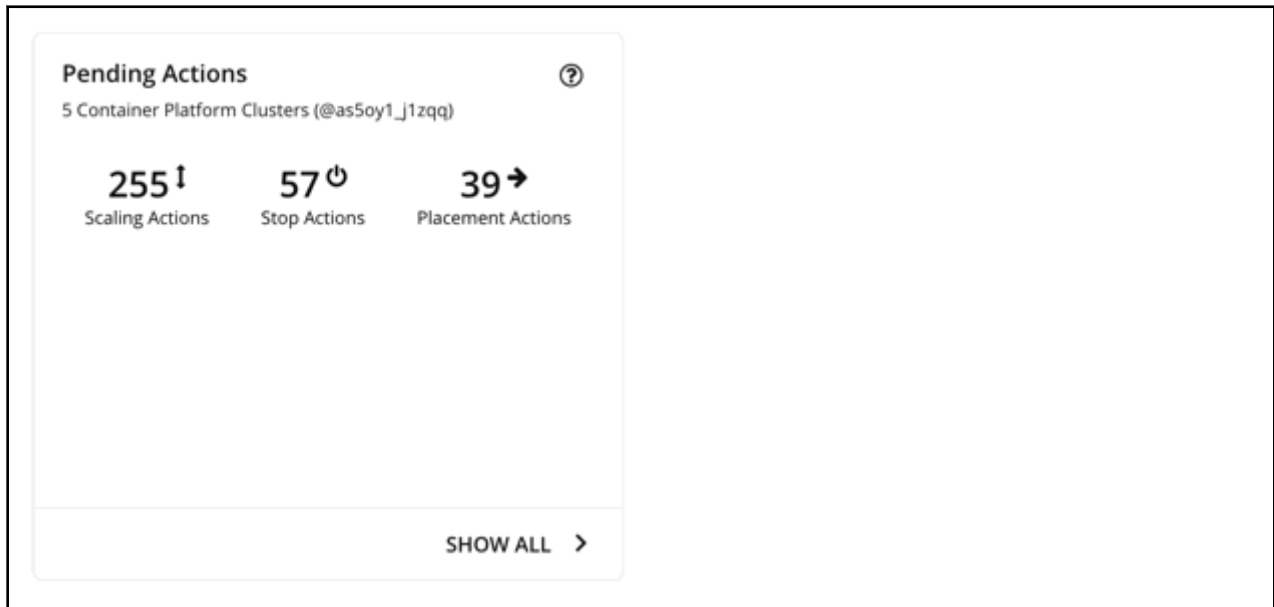 Pending Actions
5 Container Platform Clusters (@as5oy1_j1zqq)
255 57 39
Scaling Actions Stop Actions Placement Actions
SHOW ALL